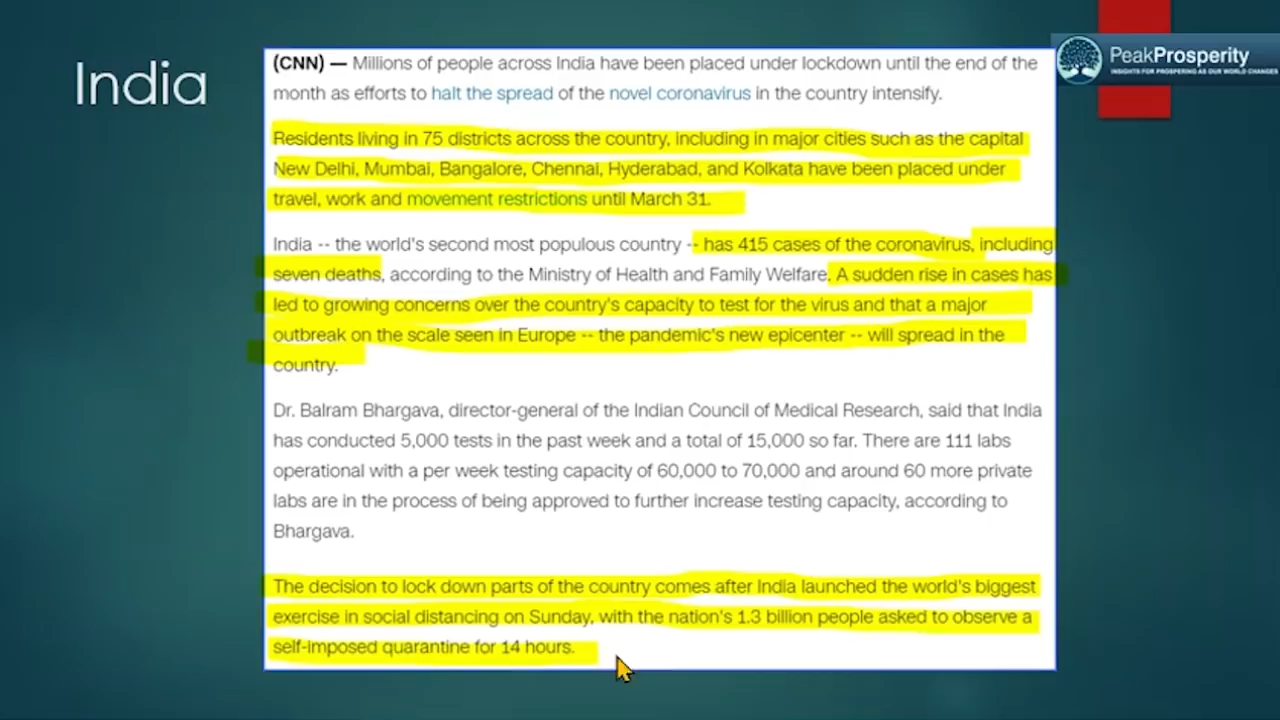 India
PeakProsperity
INSIGHTS FOR PROSPERING AS OUR WORLD CHANGES
(CNN) — Millions of people across India have been placed under lockdown until the end of the
month as efforts to halt the spread of the novel coronavirus in the country intensify.
Residents living in 75 districts across the country, including in major cities such as the capital
New Delhi, Mumbai, Bangalore, Chennai, Hyderabad, and Kolkata have been placed under
travel, work and movement restrictions until March 31.
India -- the world's second most populous country -- has 415 cases of the coronavirus, including
seven deaths, according to the Ministry of Health and Family Welfare. A sudden rise in cases has
led to growing concerns over the country's capacity to test for the virus and that a major
outbreak on the scale seen in Europe -- the pandemic's new epicenter -- will spread in the
country.
Dr. Balram Bhargava, director-general of the Indian Council of Medical Research, said that India
has conducted 5,000 tests in the past week and a total of 15,000 so far. There are 111 labs
operational with a per week testing capacity of 60,000 to 70,000 and around 60 more private
labs are in the process of being approved to further increase testing capacity, according to
Bhargava.
The decision to lock down parts of the country comes after India launched the world's biggest
exercise in social distancing on Sunday, with the nation's 1.3 billion people asked to observe a
self-imposed quarantine for 14 hours.